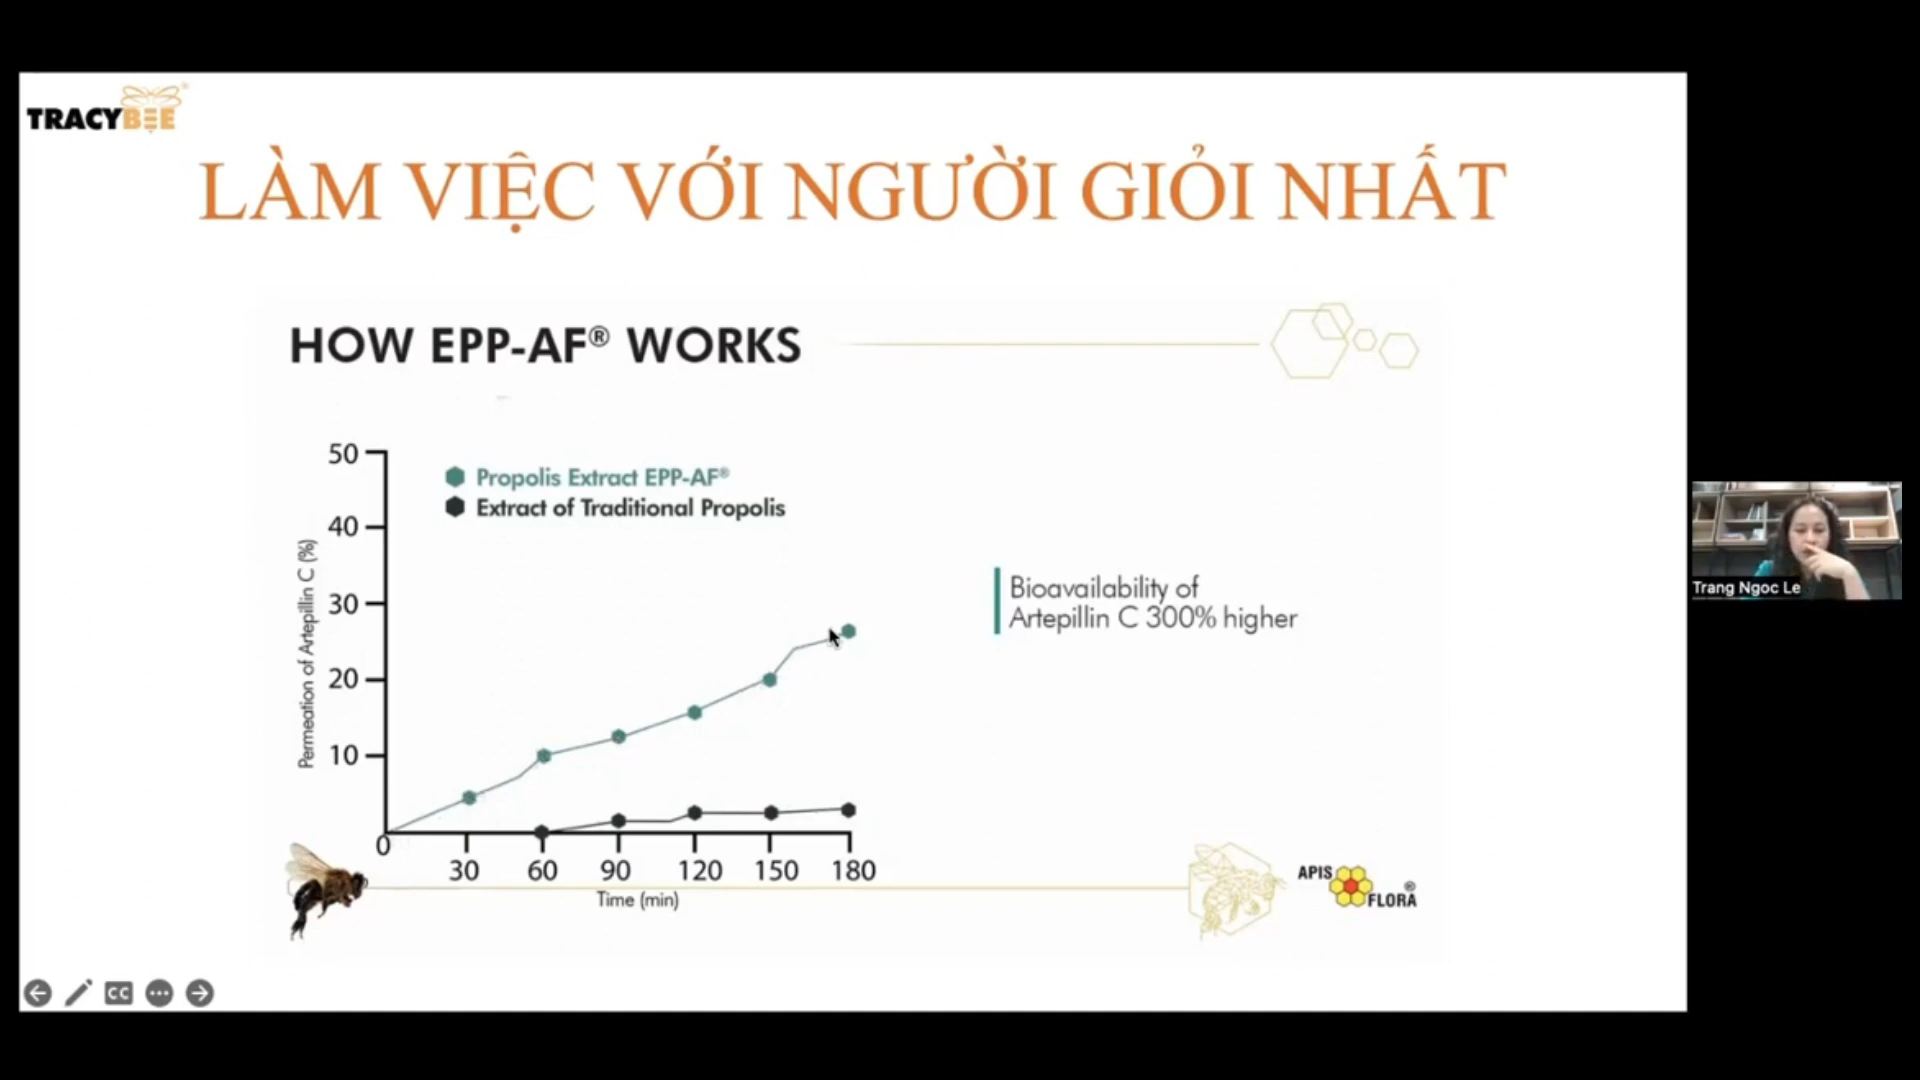 TRACYBEE
LÀM VIỆC VỚI NGƯỜI GIỎI NHẤT
HOW EPP-AF® WORKS
50
40
30
20
10
0
Permeation of Artepillin C (%)
Propolis Extract EPP-AF®
Extract of Traditional Propolis
30 60 90 120 150 180
Time (min)
Bioavailability of
Artepillin C 300% higher
APIS
FLORA®
CC
Trang Ngoc Le